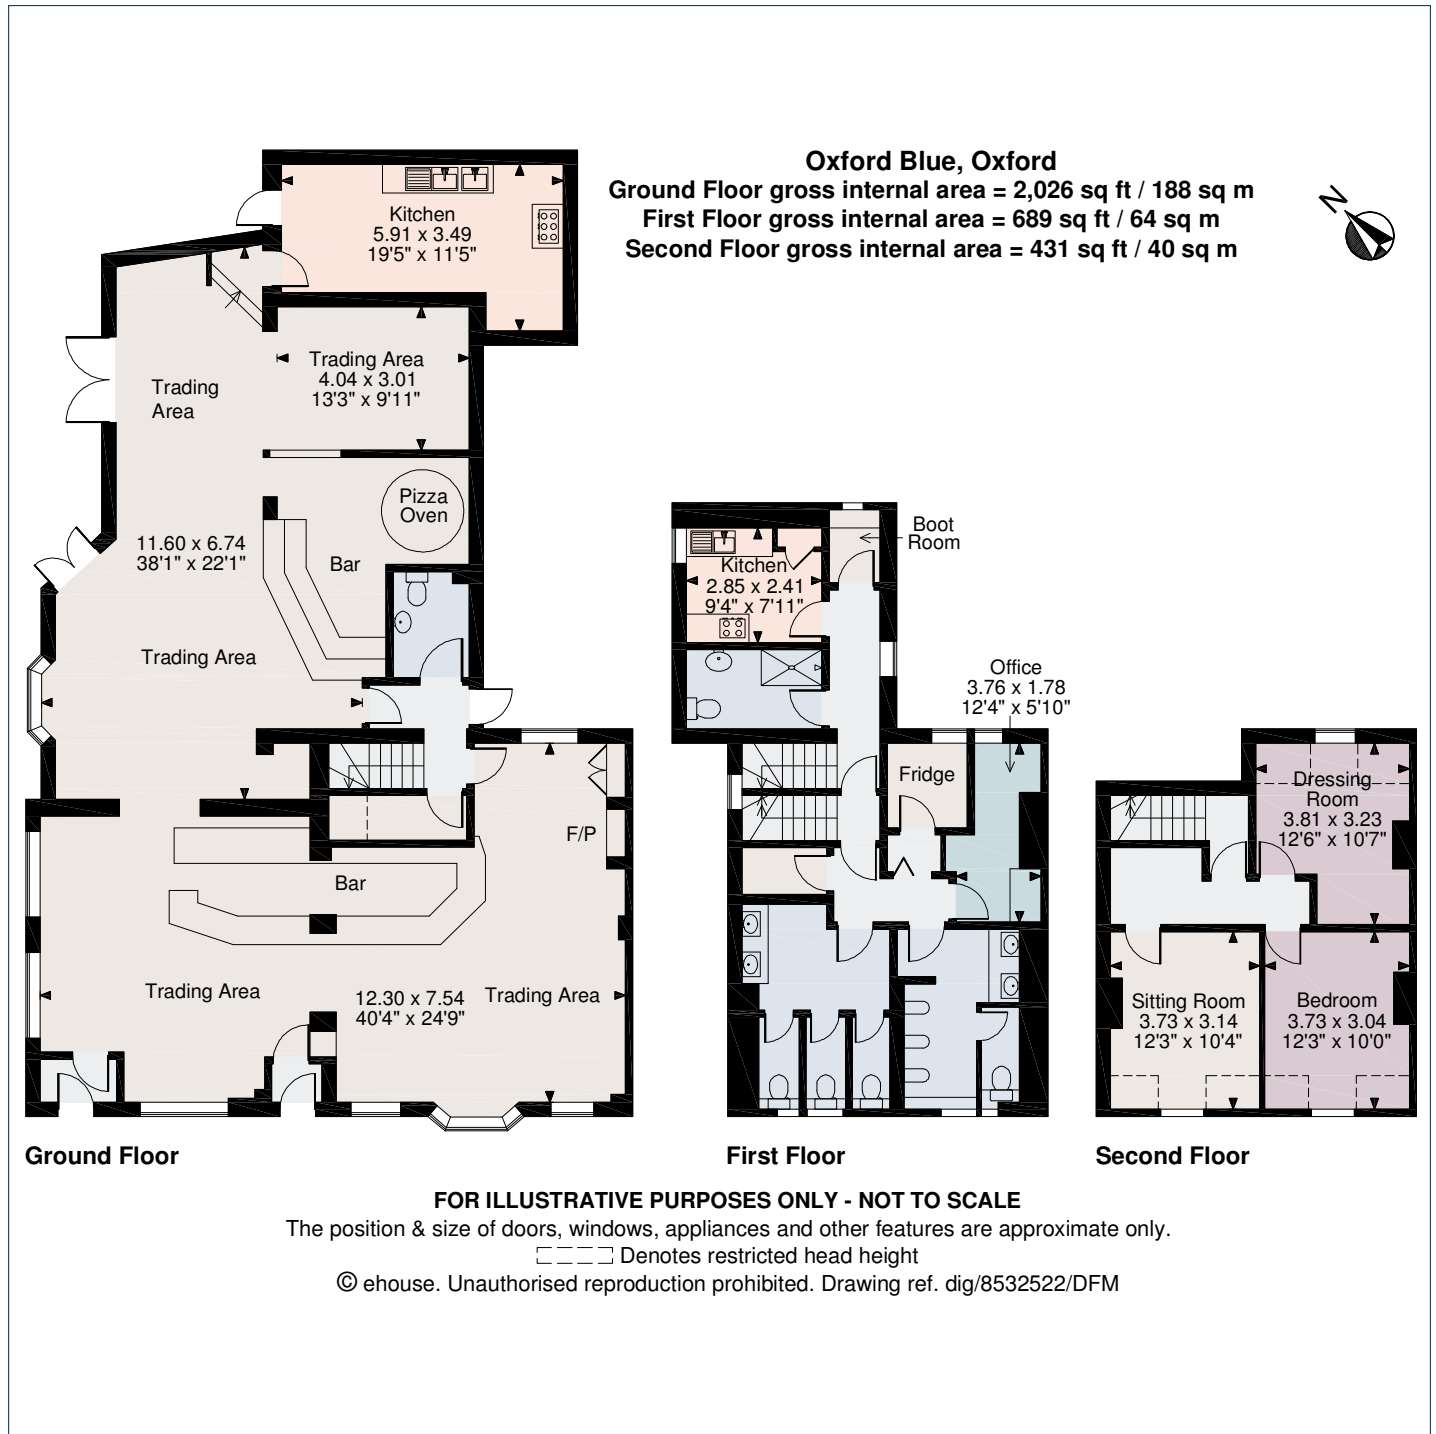 Oxford Blue, Oxford
Ground Floor gross internal area = 2,026 sq ft / 188 sq m
First Floor gross internal area = 689 sq ft / 64 sq m
Second Floor gross internal area = 431 sq ft / 40 sq m
N
Kitchen
5.91 x 3.49
19'5" x 11'5"
Trading Area
4.04 x 3.01
13'3" x 9'11"
Trading
Area
Pizza
Oven
11.60 x 6.74
38'1" x 22'1"
Bar
Trading Area
F/P
Bar
Trading Area
12.30 x 7.54
40'4" x 24'9"
Trading Area
Ground Floor
Boot
Room
Kitchen
2.85 x 2.41
9'4" x 7'11"
Office
3.76 x 1.78
12'4" x 5'10"
Fridge
First Floor
Dressing
Room
3.81 x 3.23
12'6" x 10'7"
Sitting Room
3.73 x 3.14
12'3" x 10'4"
Bedroom
3.73 x 3.04
12'3" x 10'0"
Second Floor
FOR ILLUSTRATIVE PURPOSES ONLY - NOT TO SCALE
The position & size of doors, windows, appliances and other features are approximate only.
Denotes restricted head height
© ehouse. Unauthorised reproduction prohibited. Drawing ref. dig/8532522/DFM